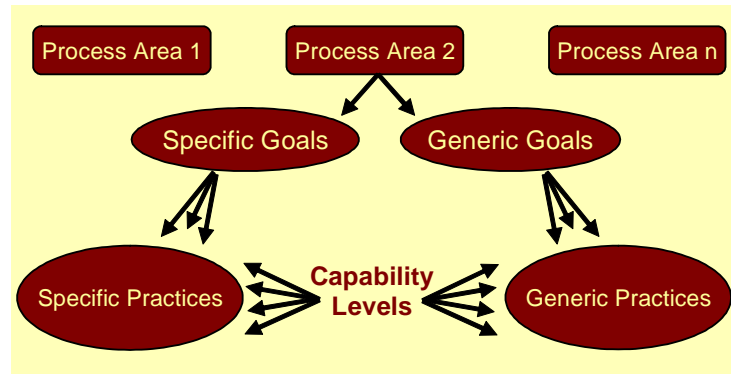 Process Area 1
Process Area 2
Process Area n
Specific Goals
Generic Goals
Specific Practices
Capability
Levels
Generic Practices